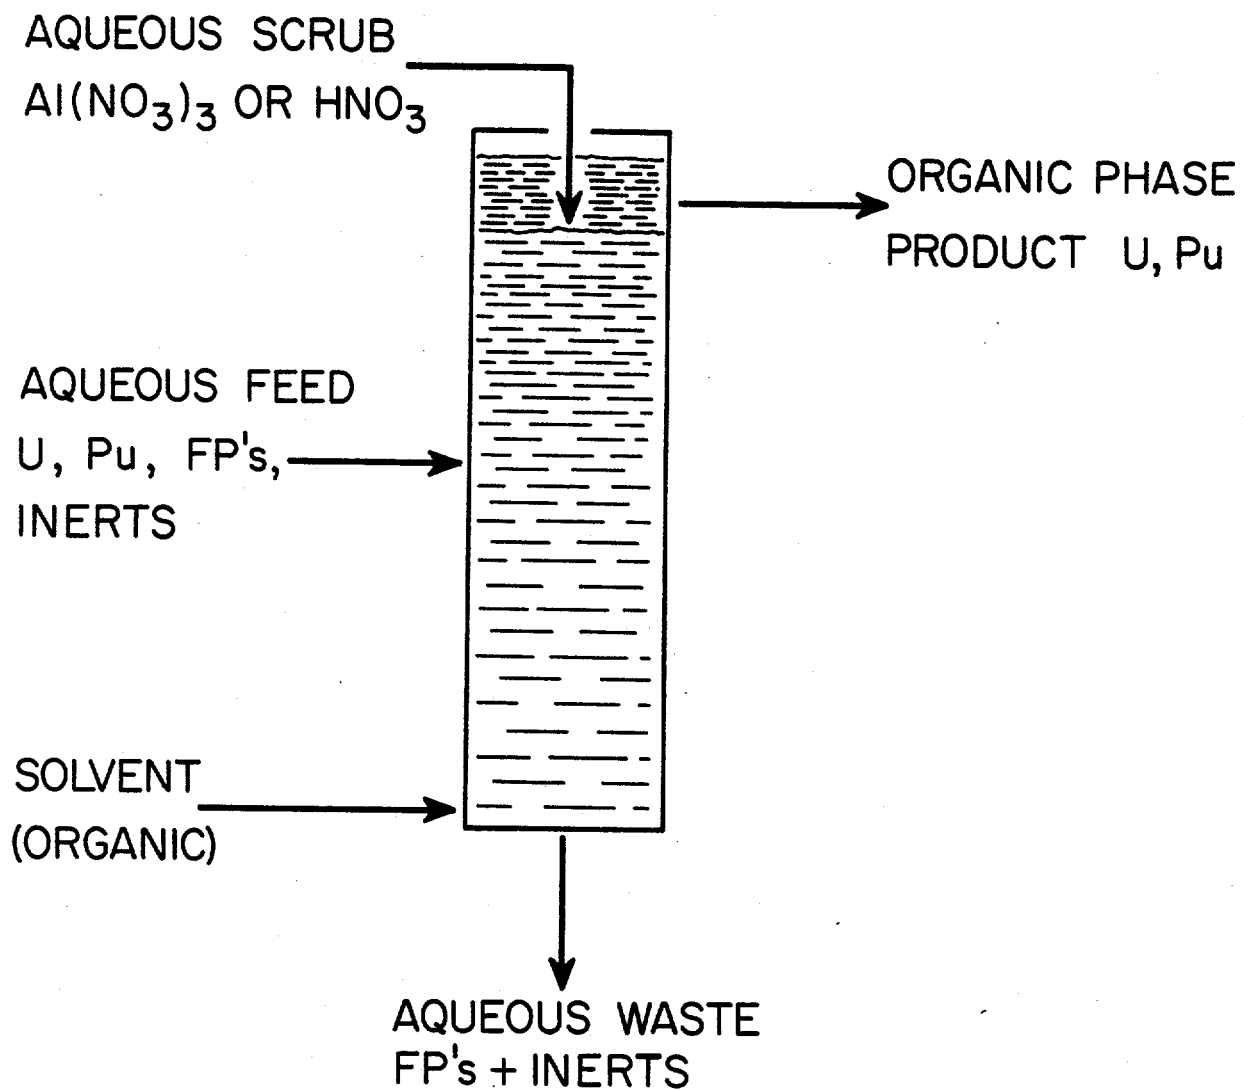 AQUEOUS SCRUB
Al(NO3)3 OR HNO3
ORGANIC PHASE
PRODUCT U, Pu
AQUEOUS FEED
U, Pu, FP's,
INERTS
SOLVENT
(ORGANIC)
AQUEOUS WASTE
FP's + INERTS